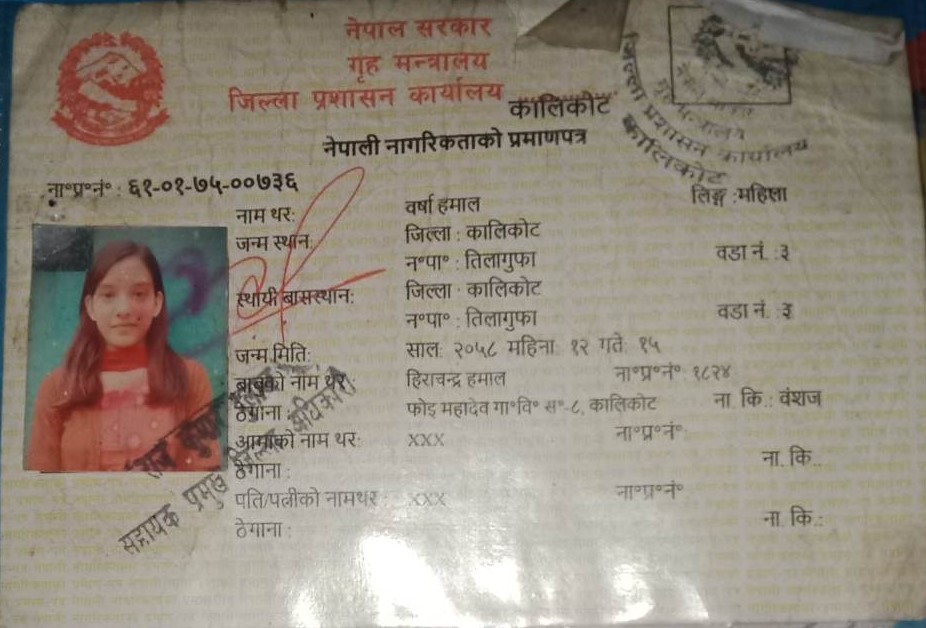 नेपाल सरकार
गृह मन्त्रालय
जिल्ला प्रशासन कार्यालय कालिकोट
नेपाली नागरिकताको प्रमाणपत्र
जिल्ला प्रशासन कार्यालय
कालिकोट
ना॰प्र॰नं॰ : ६१-०१-७५-००७३६
नाम थर: वर्षा हमाल लिङ्ग :महिला
जन्म स्थान: जिल्ला : कालिकोट
न॰पा॰ : तिलागुफा वडा नं. :३
स्थायी बासस्थान: जिल्ला : कालिकोट
न॰पा॰ : तिलागुफा वडा नं. :३
जन्म मिति: साल: २०५८ महिना: १२ गते: १५
बाबुको नाम थर: हिराचन्द्र हमाल ना॰प्र॰नं॰ १८२४
ठेगाना : महादेव गा॰वि॰ स॰-८, कालिकोट ना. कि.: वंशज
आमाको नाम थर: xxx ना॰प्र॰नं॰
ठेगाना : ना. कि.:
पति/पत्नीको नामथर : xxx ना॰प्र॰नं॰
ठेगाना : ना. कि.:
सहायक प्रमुख जिल्ला अधिकारी